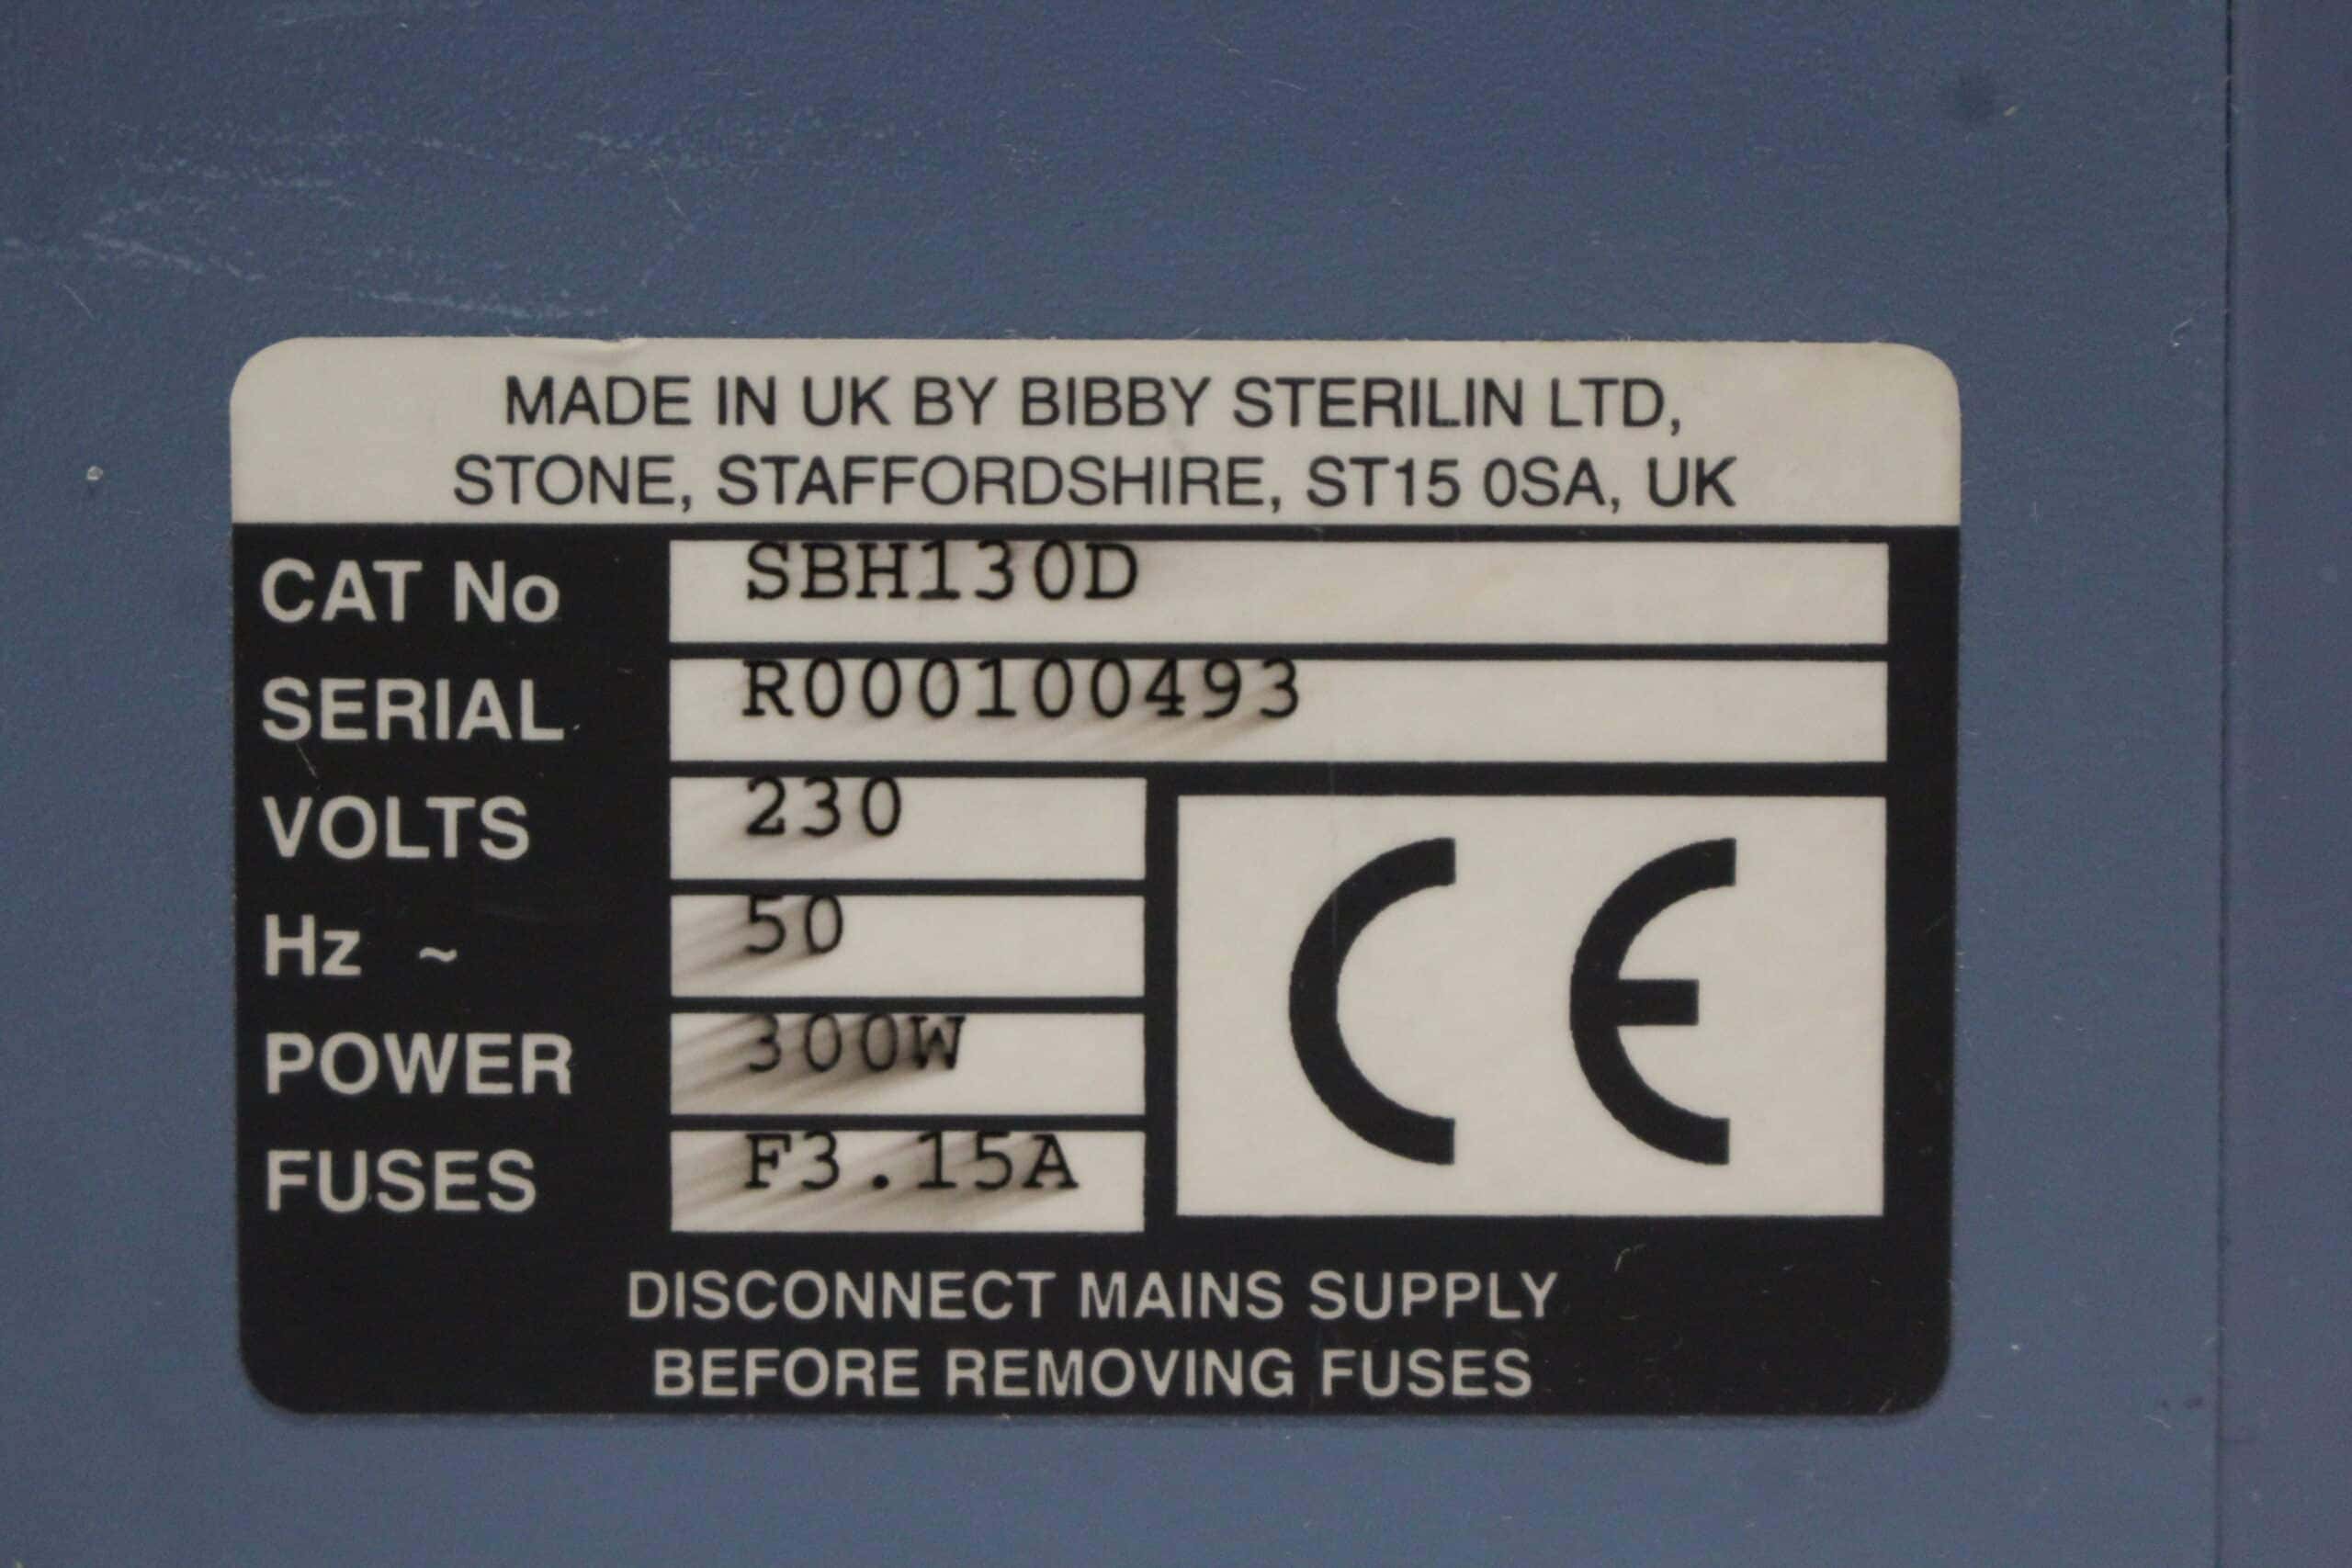 MADE IN UK BY BIBBY STERILIN LTD,
STONE, STAFFORDSHIRE, ST15 0SA, UK
CAT No SBH130D
SERIAL R000100493
VOLTS 230
Hz ~ 50
POWER 300W
FUSES F3.15A
CE
DISCONNECT MAINS SUPPLY
BEFORE REMOVING FUSES